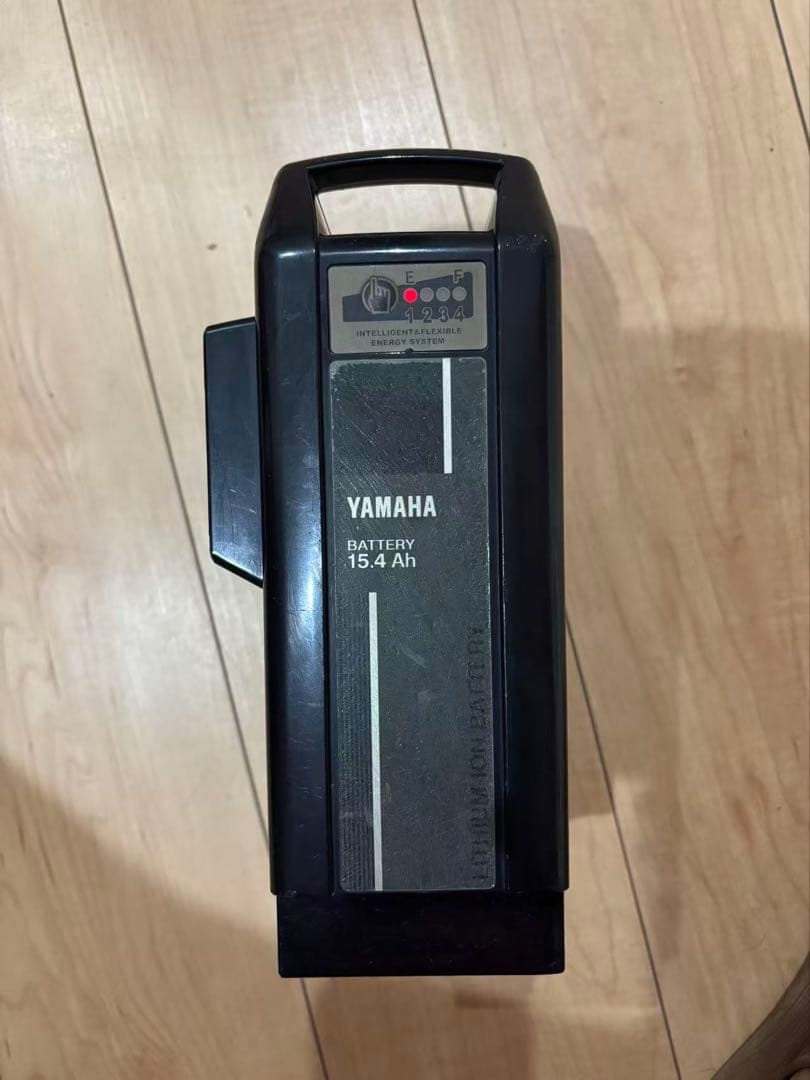 E F
1 2 3 4
INTELLIGENT&FLEXIBLE
ENERGY SYSTEM
YAMAHA
BATTERY
15.4 Ah
LITHIUM ION BATTERY